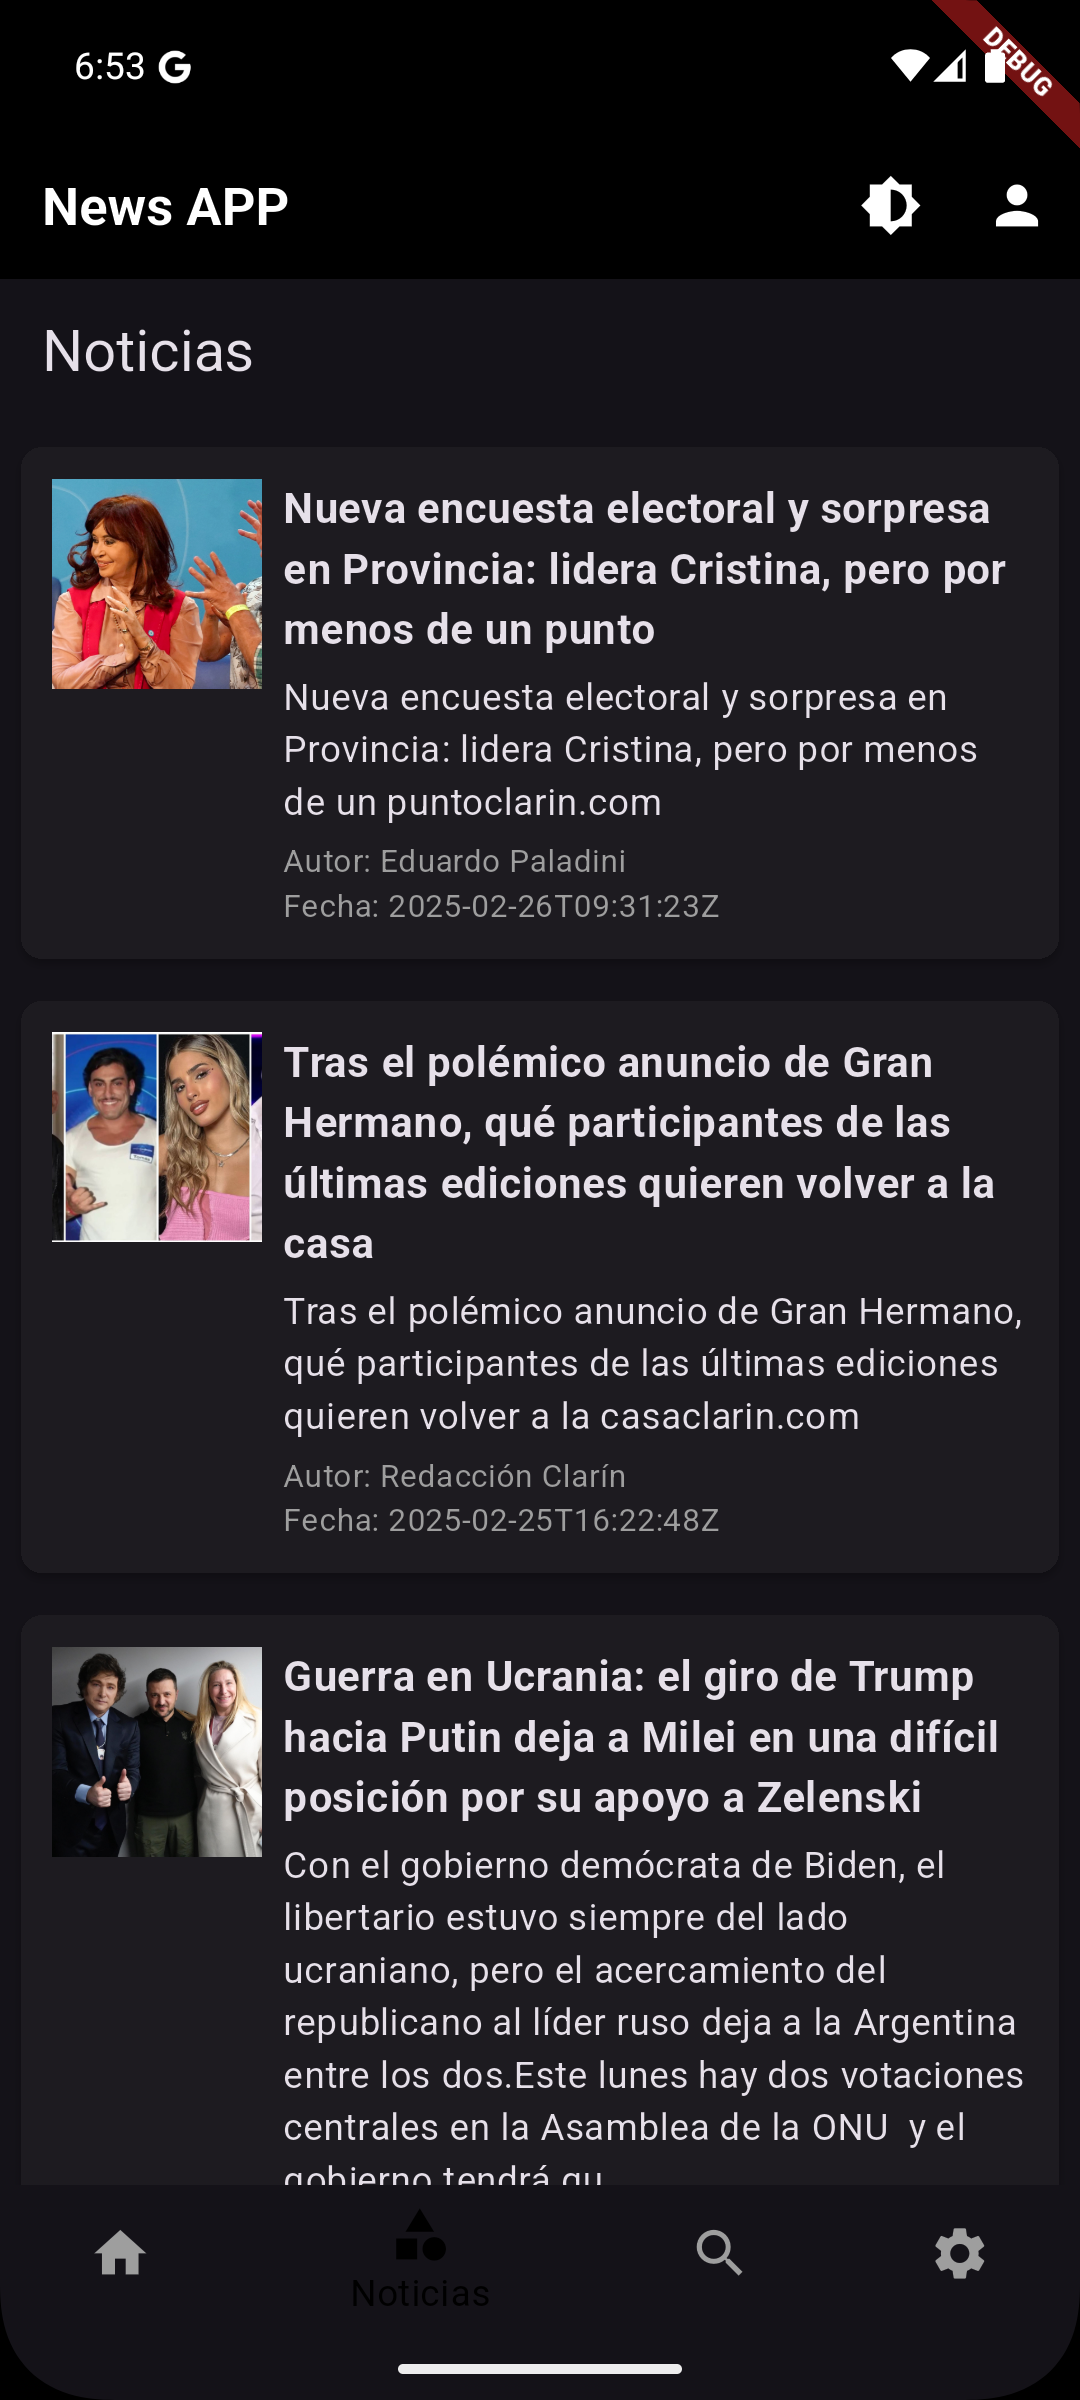 6:53
DEBUG
News APP
Noticias
Nueva encuesta electoral y sorpresa
en Provincia: lidera Cristina, pero por
menos de un punto
Nueva encuesta electoral y sorpresa en
Provincia: lidera Cristina, pero por menos
de un puntoclarin.com
Autor: Eduardo Paladini
Fecha: 2025-02-26T09:31:23Z
Tras el polémico anuncio de Gran
Hermano, qué participantes de las
últimas ediciones quieren volver a la
casa
Tras el polémico anuncio de Gran Hermano,
qué participantes de las últimas ediciones
quieren volver a la casaclarin.com
Autor: Redacción Clarín
Fecha: 2025-02-25T16:22:48Z
Guerra en Ucrania: el giro de Trump
hacia Putin deja a Milei en una difícil
posición por su apoyo a Zelenski
Con el gobierno demócrata de Biden, el
libertario estuvo siempre del lado
ucraniano, pero el acercamiento del
republicano al líder ruso deja a la Argentina
entre los dos.Este lunes hay dos votaciones
centrales en la Asamblea de la ONU  y el
gobierno tendrá qu
Noticias